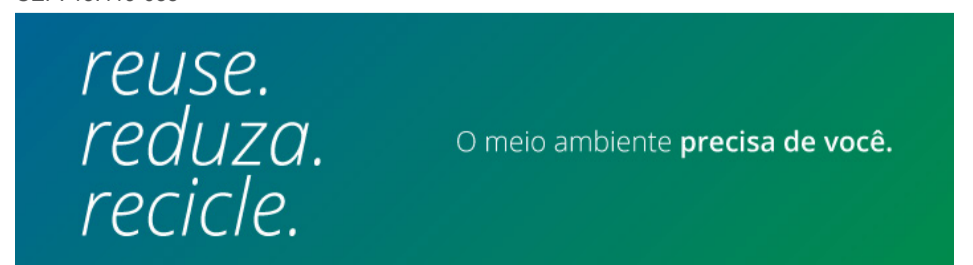 reuse.
reduza.
recicle.
O meio ambiente precisa de você.